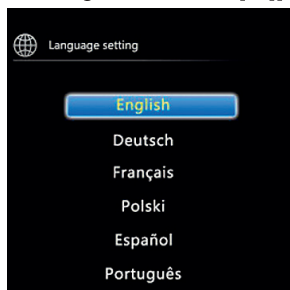 Language setting
English
Deutsch
Français
Polski
Español
Português